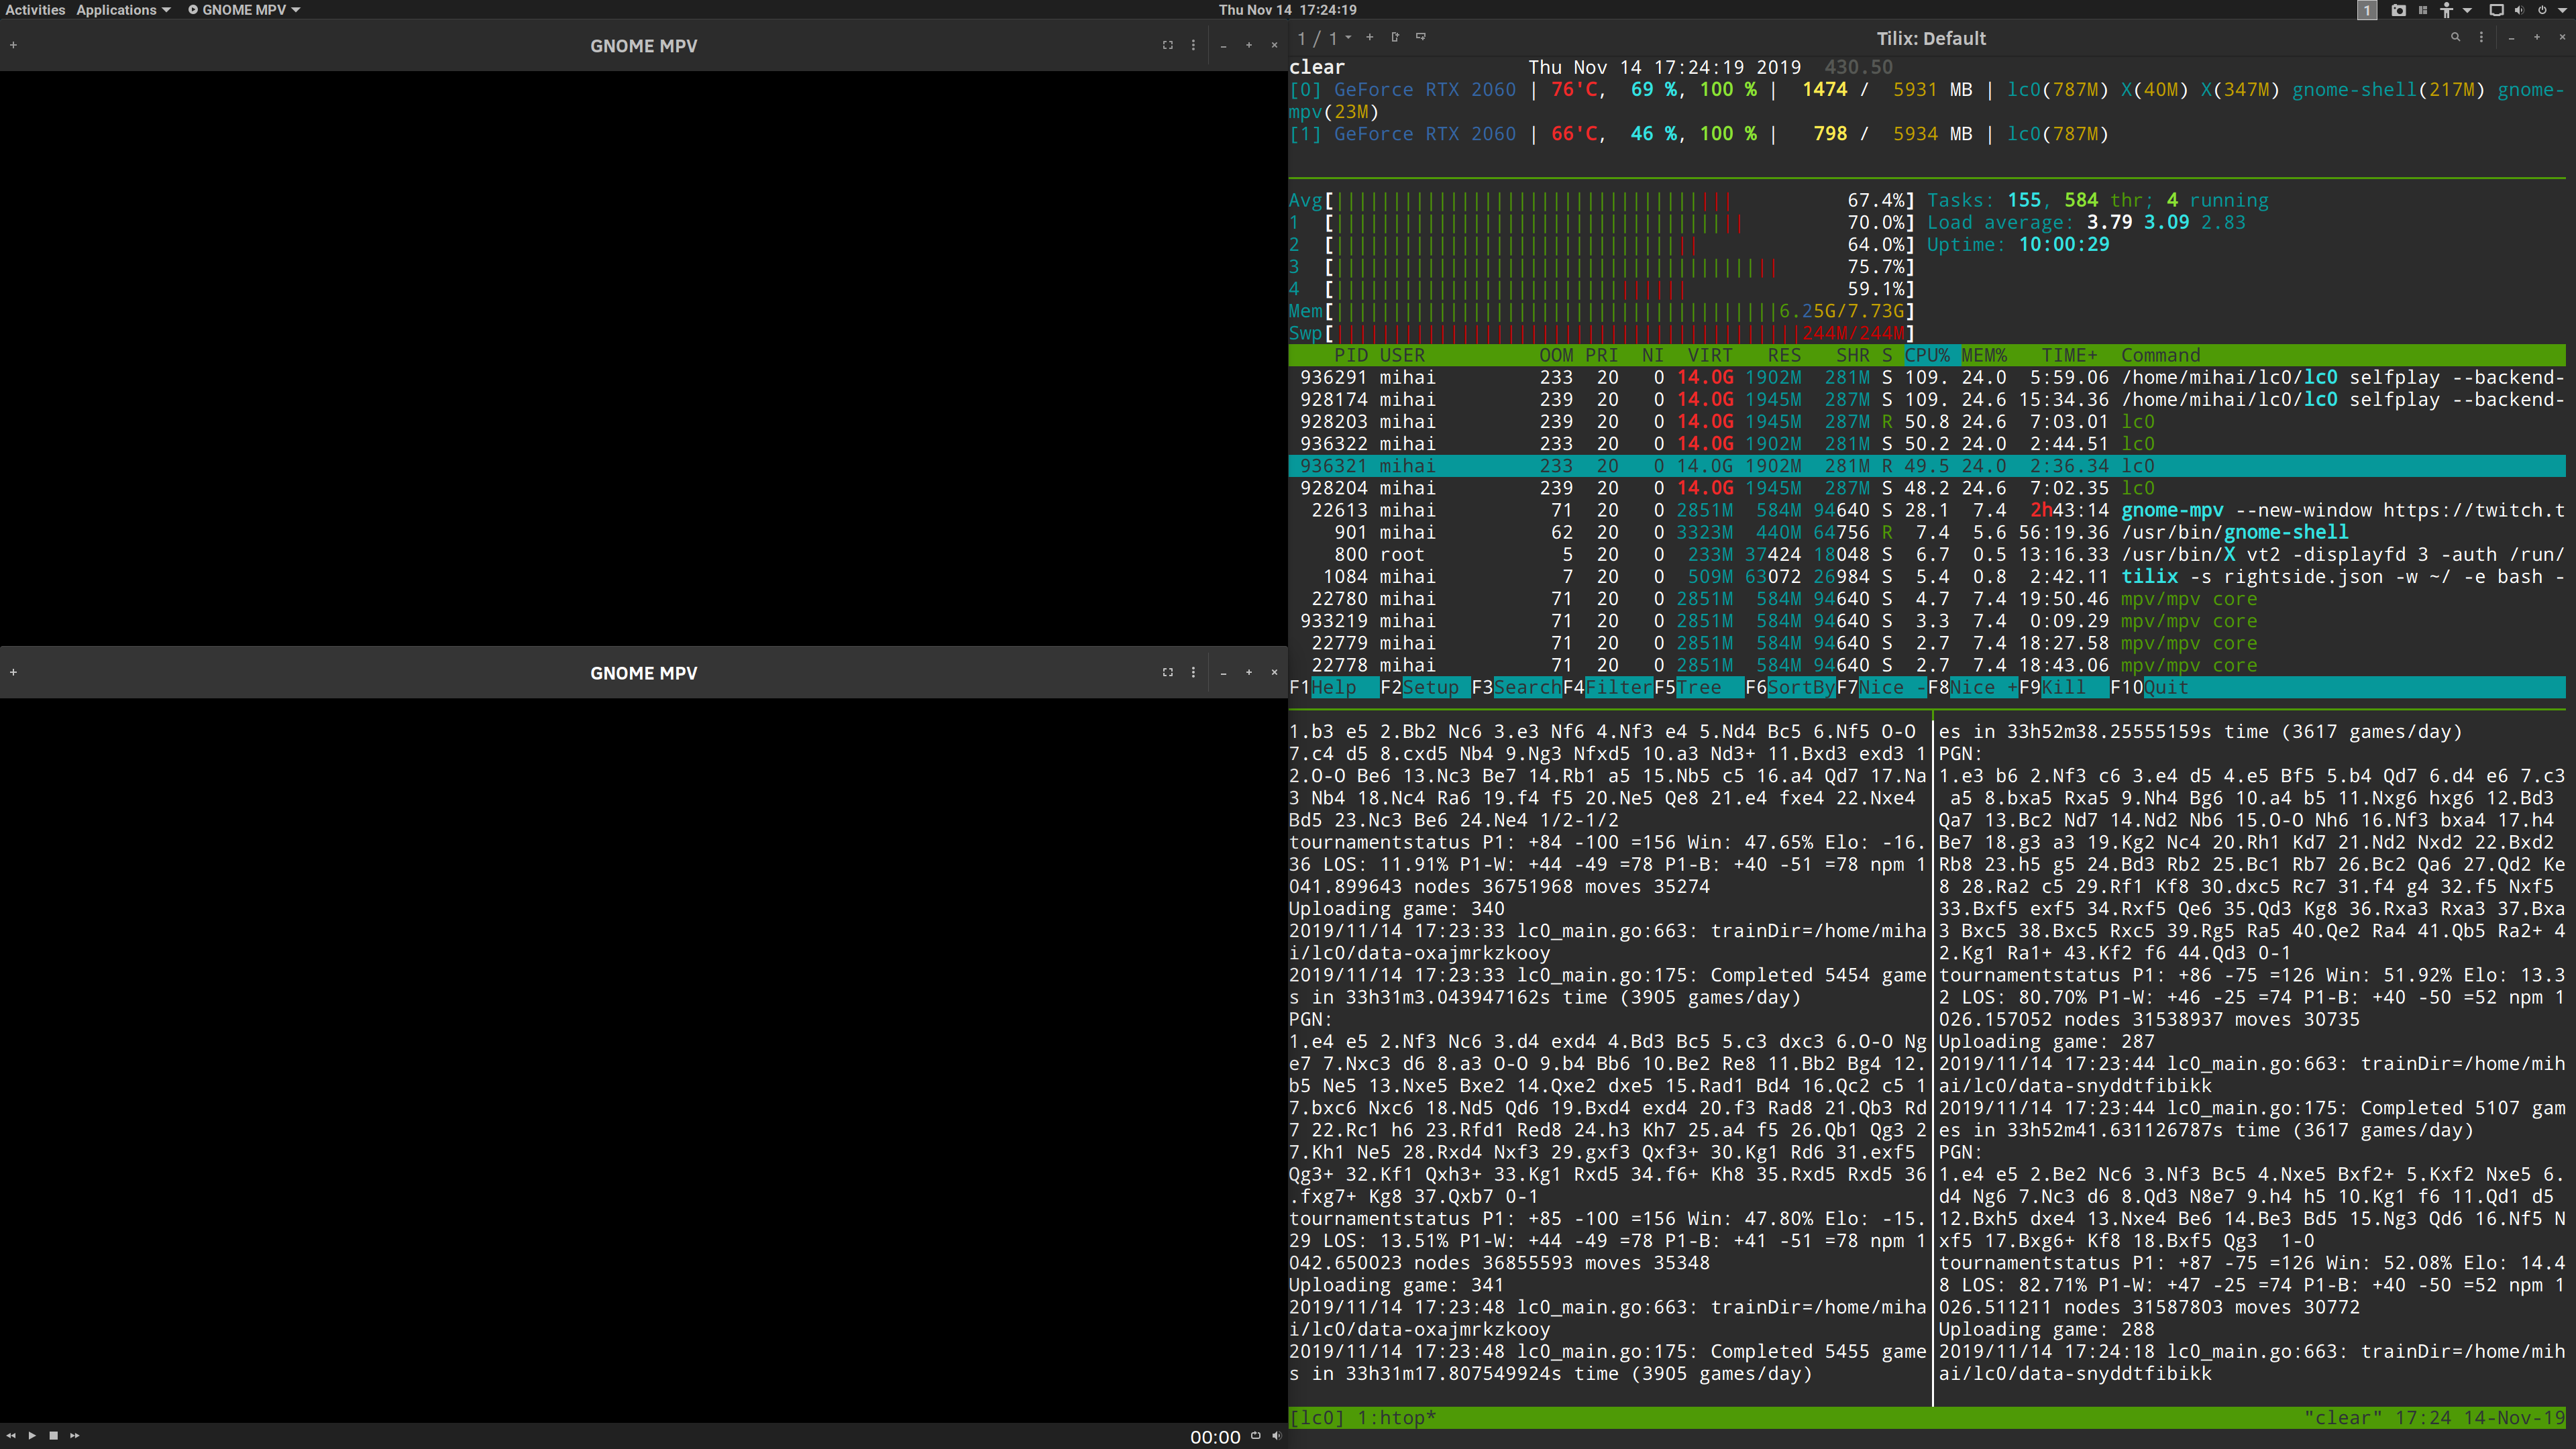 Activities Applications GNOME MPV Thu Nov 14 17:24:19 1
GNOME MPV
GNOME MPV
00:00
1 / 1 Tilix: Default
clear Thu Nov 14 17:24:19 2019 430.50
[0] GeForce RTX 2060 | 76'C, 69 %, 100 % | 1474 / 5931 MB | lc0(787M) X(40M) X(347M) gnome-shell(217M) gnome-
mpv(23M)
[1] GeForce RTX 2060 | 66'C, 46 %, 100 % | 798 / 5934 MB | lc0(787M)
Avg[ 67.4%] Tasks: 155, 584 thr; 4 running
1 [ 70.0%] Load average: 3.79 3.09 2.83
2 [ 64.0%] Uptime: 10:00:29
3 [ 75.7%]
4 [ 59.1%]
Mem[ 6.25G/7.73G]
Swp[ 244M/244M]
PID USER OOM PRI NI VIRT RES SHR S CPU% MEM% TIME+ Command
936291 mihai 233 20 0 14.0G 1902M 281M S 109. 24.0 5:59.06 /home/mihai/lc0/lc0 selfplay --backend-
928174 mihai 239 20 0 14.0G 1945M 287M S 109. 24.6 15:34.36 /home/mihai/lc0/lc0 selfplay --backend-
928203 mihai 239 20 0 14.0G 1945M 287M R 50.8 24.6 7:03.01 lc0
936322 mihai 233 20 0 14.0G 1902M 281M S 50.2 24.0 2:44.51 lc0
936321 mihai 233 20 0 14.0G 1902M 281M R 49.5 24.0 2:36.34 lc0
928204 mihai 239 20 0 14.0G 1945M 287M S 48.2 24.6 7:02.35 lc0
22613 mihai 71 20 0 2851M 584M 94640 S 28.1 7.4 2h43:14 gnome-mpv --new-window https://twitch.t
901 mihai 62 20 0 3323M 440M 64756 R 7.4 5.6 56:19.36 /usr/bin/gnome-shell
800 root 5 20 0 233M 37424 18048 S 6.7 0.5 13:16.33 /usr/bin/X vt2 -displayfd 3 -auth /run/
1084 mihai 7 20 0 509M 63072 26984 S 5.4 0.8 2:42.11 tilix -s rightside.json -w ~/ -e bash -
22780 mihai 71 20 0 2851M 584M 94640 S 4.7 7.4 19:50.46 mpv/mpv core
933219 mihai 71 20 0 2851M 584M 94640 S 3.3 7.4 0:09.29 mpv/mpv core
22779 mihai 71 20 0 2851M 584M 94640 S 2.7 7.4 18:27.58 mpv/mpv core
22778 mihai 71 20 0 2851M 584M 94640 S 2.7 7.4 18:43.06 mpv/mpv core
F1Help F2Setup F3SearchF4FilterF5Tree F6SortByF7Nice -F8Nice +F9Kill F10Quit
1.b3 e5 2.Bb2 Nc6 3.e3 Nf6 4.Nf3 e4 5.Nd4 Bc5 6.Nf5 O-O
7.c4 d5 8.cxd5 Nb4 9.Ng3 Nfxd5 10.a3 Nd3+ 11.Bxd3 exd3 1
2.O-O Be6 13.Nc3 Be7 14.Rb1 a5 15.Nb5 c5 16.a4 Qd7 17.Na
3 Nb4 18.Nc4 Ra6 19.f4 f5 20.Ne5 Qe8 21.e4 fxe4 22.Nxe4
Bd5 23.Nc3 Be6 24.Ne4 1/2-1/2
tournamentstatus P1: +84 -100 =156 Win: 47.65% Elo: -16.
36 LOS: 11.91% P1-W: +44 -49 =78 P1-B: +40 -51 =78 npm 1
041.899643 nodes 36751968 moves 35274
Uploading game: 340
2019/11/14 17:23:33 lc0_main.go:663: trainDir=/home/miha
i/lc0/data-oxajmrkzkooy
2019/11/14 17:23:33 lc0_main.go:175: Completed 5454 game
s in 33h31m3.043947162s time (3905 games/day)
PGN:
1.e4 e5 2.Nf3 Nc6 3.d4 exd4 4.Bd3 Bc5 5.c3 dxc3 6.O-O Ng
e7 7.Nxc3 d6 8.a3 O-O 9.b4 Bb6 10.Be2 Re8 11.Bb2 Bg4 12.
b5 Ne5 13.Nxe5 Bxe2 14.Qxe2 dxe5 15.Rad1 Bd4 16.Qc2 c5 1
7.bxc6 Nxc6 18.Nd5 Qd6 19.Bxd4 exd4 20.f3 Rad8 21.Qb3 Rd
7 22.Rc1 h6 23.Rfd1 Red8 24.h3 Kh7 25.a4 f5 26.Qb1 Qg3 2
7.Kh1 Ne5 28.Rxd4 Nxf3 29.gxf3 Qxf3+ 30.Kg1 Rd6 31.exf5
Qg3+ 32.Kf1 Qxh3+ 33.Kg1 Rxd5 34.f6+ Kh8 35.Rxd5 Rxd5 36
.fxg7+ Kg8 37.Qxb7 0-1
tournamentstatus P1: +85 -100 =156 Win: 47.80% Elo: -15.
29 LOS: 13.51% P1-W: +44 -49 =78 P1-B: +41 -51 =78 npm 1
042.650023 nodes 36855593 moves 35348
Uploading game: 341
2019/11/14 17:23:48 lc0_main.go:663: trainDir=/home/miha
i/lc0/data-oxajmrkzkooy
2019/11/14 17:23:48 lc0_main.go:175: Completed 5455 game
s in 33h31m17.807549924s time (3905 games/day)
es in 33h52m38.25555159s time (3617 games/day)
PGN:
1.e3 b6 2.Nf3 c6 3.e4 d5 4.e5 Bf5 5.b4 Qd7 6.d4 e6 7.c3
a5 8.bxa5 Rxa5 9.Nh4 Bg6 10.a4 b5 11.Nxg6 hxg6 12.Bd3
Qa7 13.Bc2 Nd7 14.Nd2 Nb6 15.O-O Nh6 16.Nf3 bxa4 17.h4
Be7 18.g3 a3 19.Kg2 Nc4 20.Rh1 Kd7 21.Nd2 Nxd2 22.Bxd2
Rb8 23.h5 g5 24.Bd3 Rb2 25.Bc1 Rb7 26.Bc2 Qa6 27.Qd2 Ke
8 28.Ra2 c5 29.Rf1 Kf8 30.dxc5 Rc7 31.f4 g4 32.f5 Nxf5
33.Bxf5 exf5 34.Rxf5 Qe6 35.Qd3 Kg8 36.Rxa3 Rxa3 37.Bxa
3 Bxc5 38.Bxc5 Rxc5 39.Rg5 Ra5 40.Qe2 Ra4 41.Qb5 Ra2+ 4
2.Kg1 Ra1+ 43.Kf2 f6 44.Qd3 0-1
tournamentstatus P1: +86 -75 =126 Win: 51.92% Elo: 13.3
2 LOS: 80.70% P1-W: +46 -25 =74 P1-B: +40 -50 =52 npm 1
026.157052 nodes 31538937 moves 30735
Uploading game: 287
2019/11/14 17:23:44 lc0_main.go:663: trainDir=/home/mih
ai/lc0/data-snyddtfibikk
2019/11/14 17:23:44 lc0_main.go:175: Completed 5107 gam
es in 33h52m41.631126787s time (3617 games/day)
PGN:
1.e4 e5 2.Be2 Nc6 3.Nf3 Bc5 4.Nxe5 Bxf2+ 5.Kxf2 Nxe5 6.
d4 Ng6 7.Nc3 d6 8.Qd3 N8e7 9.h4 h5 10.Kg1 f6 11.Qd1 d5
12.Bxh5 dxe4 13.Nxe4 Be6 14.Be3 Bd5 15.Ng3 Qd6 16.Nf5 N
xf5 17.Bxg6+ Kf8 18.Bxf5 Qg3 1-0
tournamentstatus P1: +87 -75 =126 Win: 52.08% Elo: 14.4
8 LOS: 82.71% P1-W: +47 -25 =74 P1-B: +40 -50 =52 npm 1
026.511211 nodes 31587803 moves 30772
Uploading game: 288
2019/11/14 17:24:18 lc0_main.go:663: trainDir=/home/mih
ai/lc0/data-snyddtfibikk
[lc0] 1:htop* "clear" 17:24 14-Nov-19